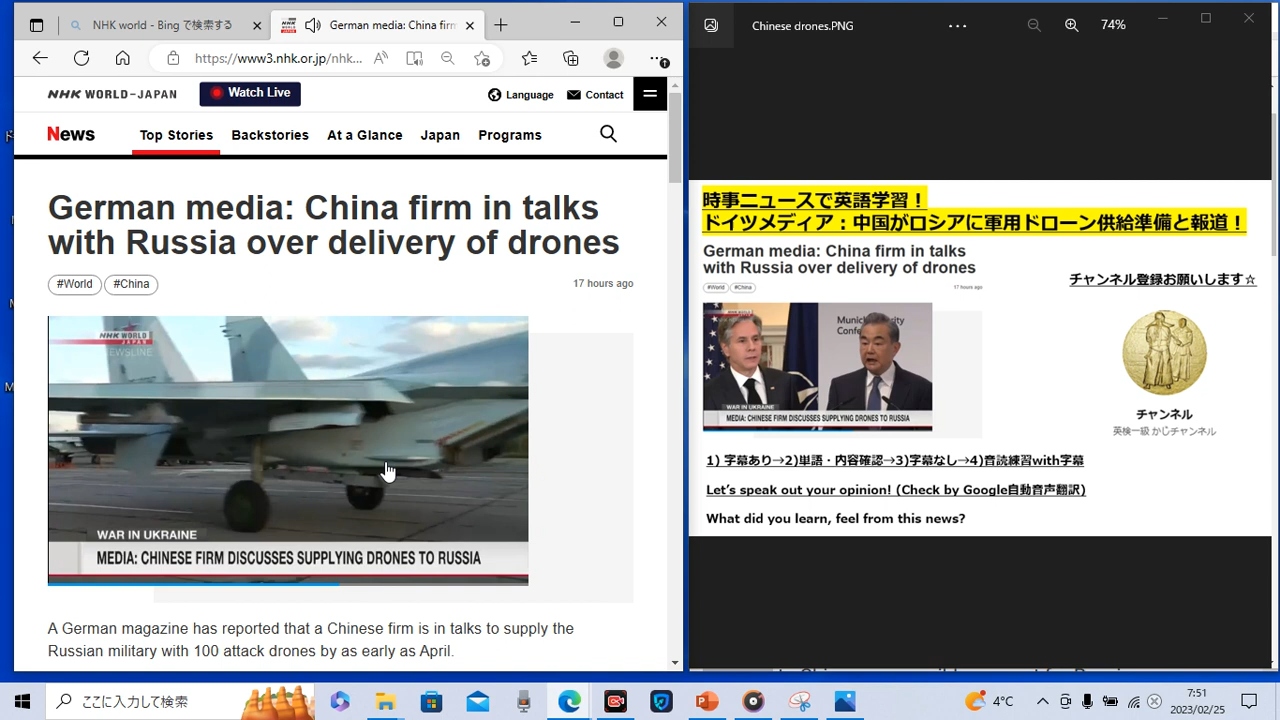 NHK world - Bing で検索する
German media: China firm
https://www3.nhk.or.jp/nhk...
NHK WORLD-JAPAN
Watch Live
Language
Contact
News
Top Stories
Backstories
At a Glance
Japan
Programs
German media: China firm in talks
with Russia over delivery of drones
#World
#China
17 hours ago
NHK WORLD
JAPAN
NEWSLINE
WAR IN UKRAINE
MEDIA: CHINESE FIRM DISCUSSES SUPPLYING DRONES TO RUSSIA
A German magazine has reported that a Chinese firm is in talks to supply the
Russian military with 100 attack drones by as early as April.
Chinese drones.PNG
74%
時事ニュースで英語学習！
ドイツメディア：中国がロシアに軍用ドローン供給準備と報道！
German media: China firm in talks
with Russia over delivery of drones
#World
#China
17 hours ago
WAR IN UKRAINE
MEDIA: CHINESE FIRM DISCUSSES SUPPLYING DRONES TO RUSSIA
チャンネル登録お願いします☆
チャンネル
英検一級 かじチャンネル
1) 字幕あり→2)単語・内容確認→3)字幕なし→4)音読練習with字幕
Let's speak out your opinion! (Check by Google自動音声翻訳)
What did you learn, feel from this news?
ここに入力して検索
4°C
7:51
2023/02/25